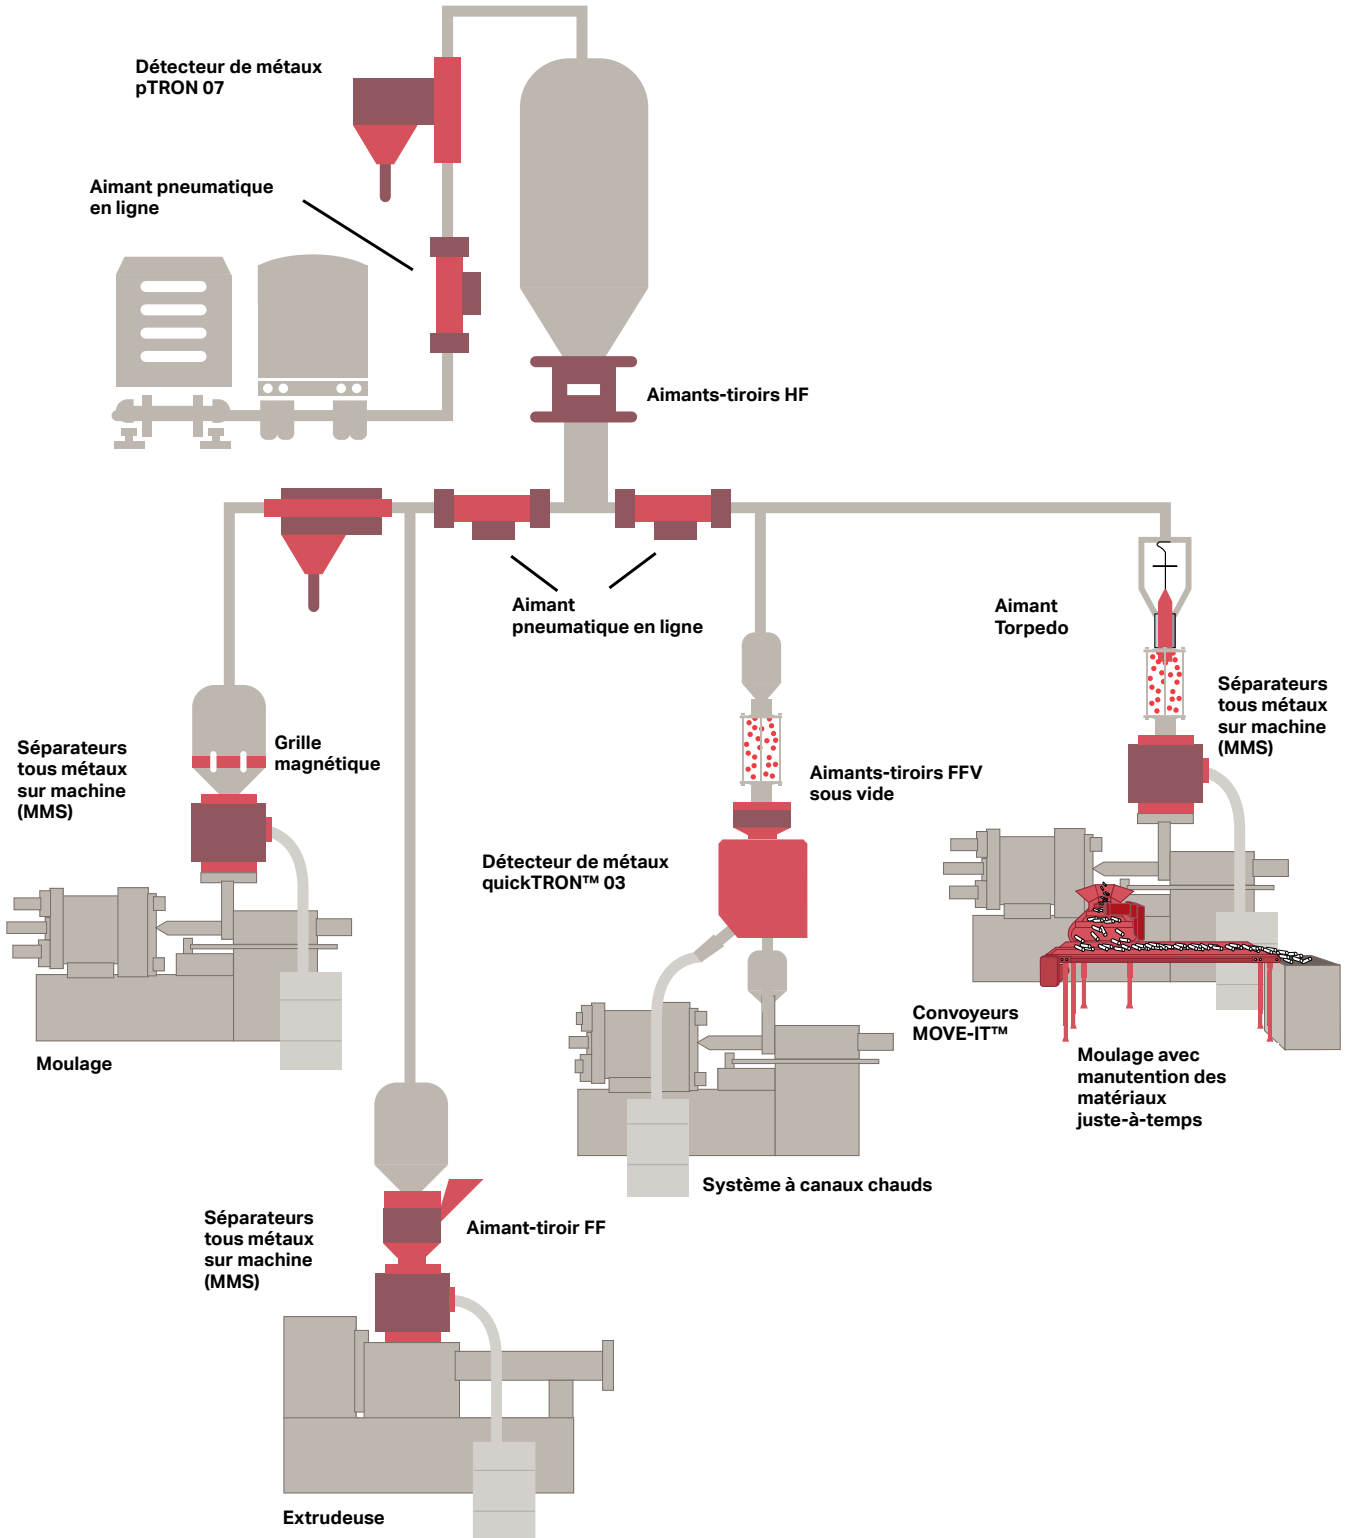 Détecteur de métaux
pTRON 07
Aimant pneumatique
en ligne
Aimants-tiroirs HF
Aimant
pneumatique en ligne
Aimant
Torpedo
Séparateurs
tous métaux
sur machine
(MMS)
Grille
magnétique
Séparateurs
tous métaux
sur machine
(MMS)
Aimants-tiroirs FFV
sous vide
Détecteur de métaux
quickTRON™ 03
Convoyeurs
MOVE-IT™
Moulage
Moulage avec
manutention des
matériaux
juste-à-temps
Système à canaux chauds
Séparateurs
tous métaux
sur machine
(MMS)
Aimant-tiroir FF
Extrudeuse